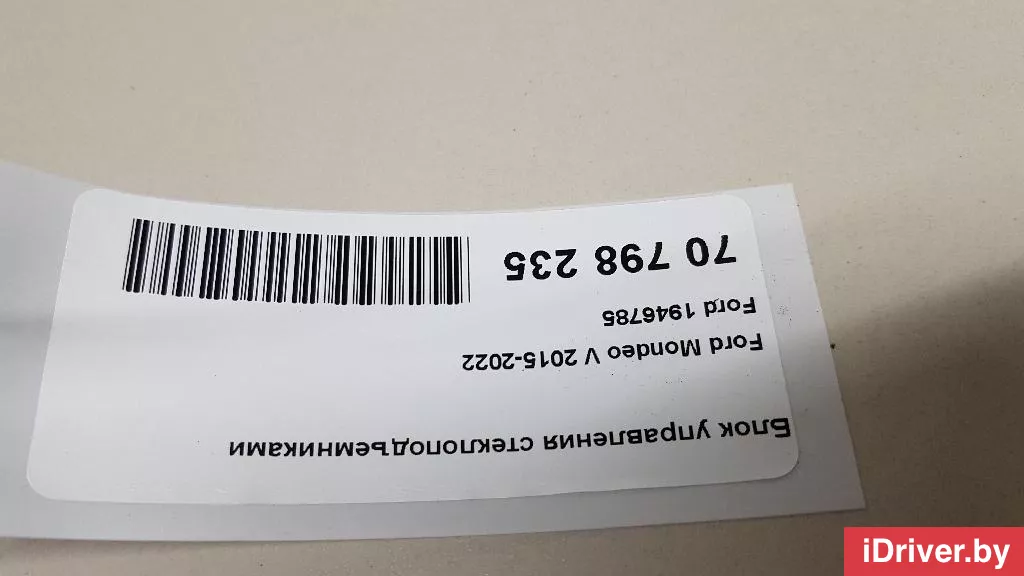 Блок управления стеклоподъемниками
Ford Mondeo V 2015-2022
Ford 1946785
70 798 235
iDriver.by